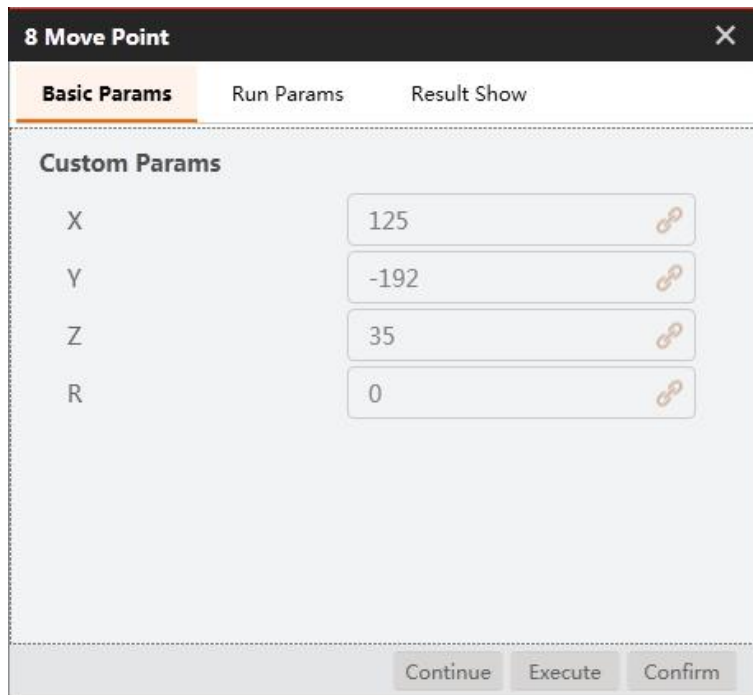 8 Move Point
Basic Params Run Params Result Show
Custom Params
X 125
Y -192
Z 35
R 0
Continue Execute Confirm